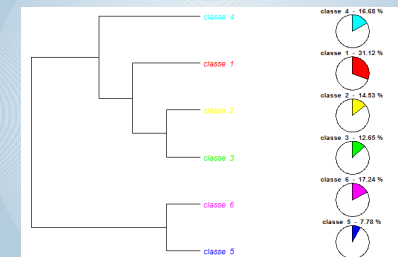 classe 4
classe 1
classe 2
classe 3
classe 6
classe 5
classe 4 - 16.68 %
classe 1 - 31.12 %
classe 2 - 14.53 %
classe 3 - 12.65 %
classe 6 - 17.24 %
classe 5 - 7.78 %